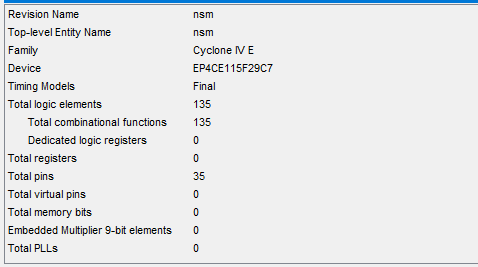 Revision Name nsm
Top-level Entity Name nsm
Family Cyclone IV E
Device EP4CE115F29C7
Timing Models Final
Total logic elements 135
Total combinational functions 135
Dedicated logic registers 0
Total registers 0
Total pins 35
Total virtual pins 0
Total memory bits 0
Embedded Multiplier 9-bit elements 0
Total PLLs 0